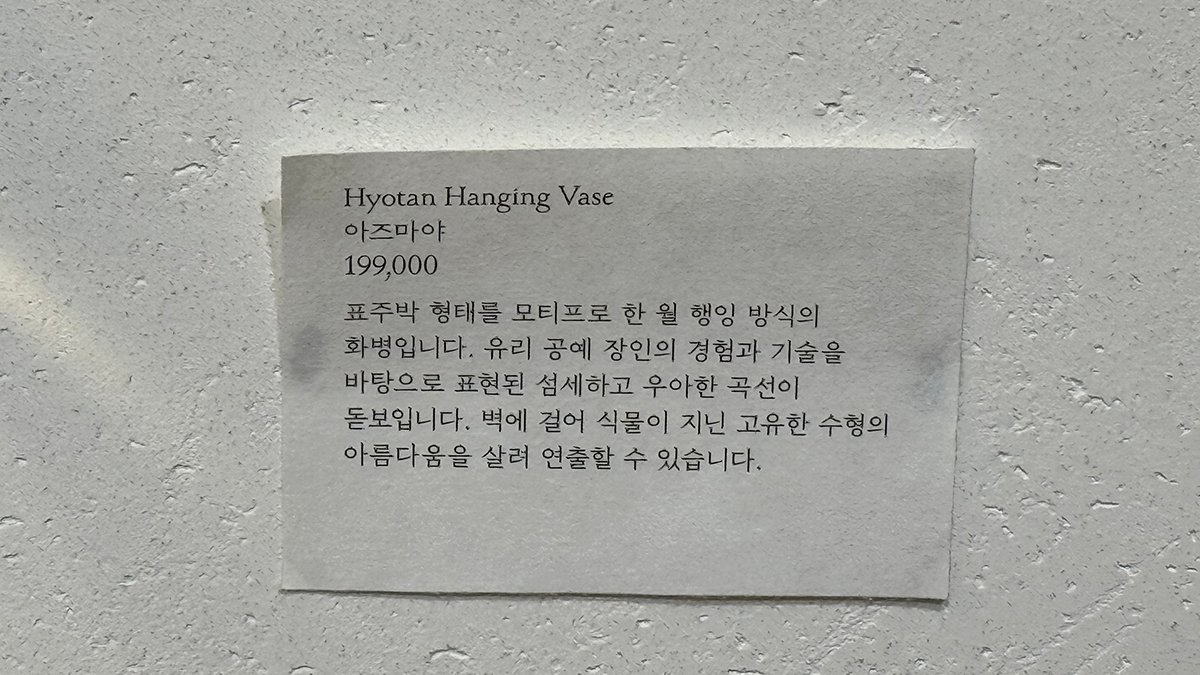 Hyotan Hanging Vase
아즈마야
199,000
표주박 형태를 모티프로 한 월 행잉 방식의
화병입니다. 유리 공예 장인의 경험과 기술을
바탕으로 표현된 섬세하고 우아한 곡선이
돋보입니다. 벽에 걸어 식물이 지닌 고유한 수형의
아름다움을 살려 연출할 수 있습니다.